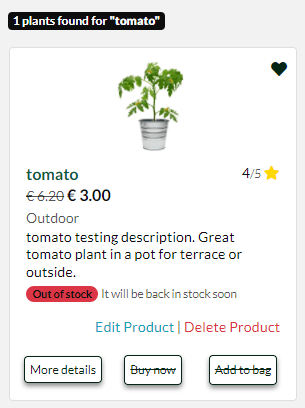 1 plants found for "tomato"
tomato 4/5
€ 6.20 € 3.00
Outdoor
tomato testing description. Great
tomato plant in a pot for terrace or
outside.
Out of stock It will be back in stock soon
Edit Product | Delete Product
More details Buy now Add to bag